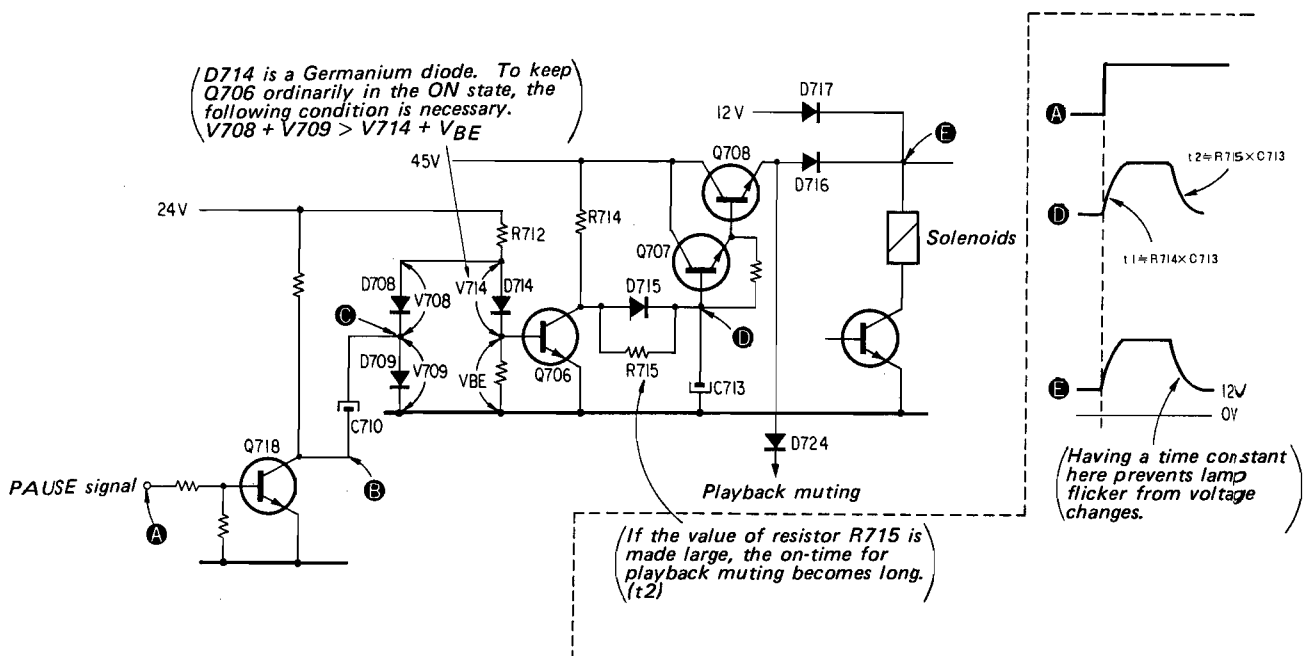 (D714 is a Germanium diode. To keep
Q706 ordinarily in the ON state, the
following condition is necessary.
V708 + V709 > V714 + VBE)
45V
24V
12V
D717
E
Q708
D716
R714
R712
Q707
Solenoids
D708
V708
V714
D714
D715
C
D
D709
V709
VBE
Q706
R715
C713
C710
Q718
B
D724
PAUSE signal
A
Playback muting
(If the value of resistor R715 is
made large, the on-time for
playback muting becomes long.
(t2))
A
t2≒R715×C713
D
t1≒R714×C713
E
12V
0V
(Having a time constant
here prevents lamp
flicker from voltage
changes.)